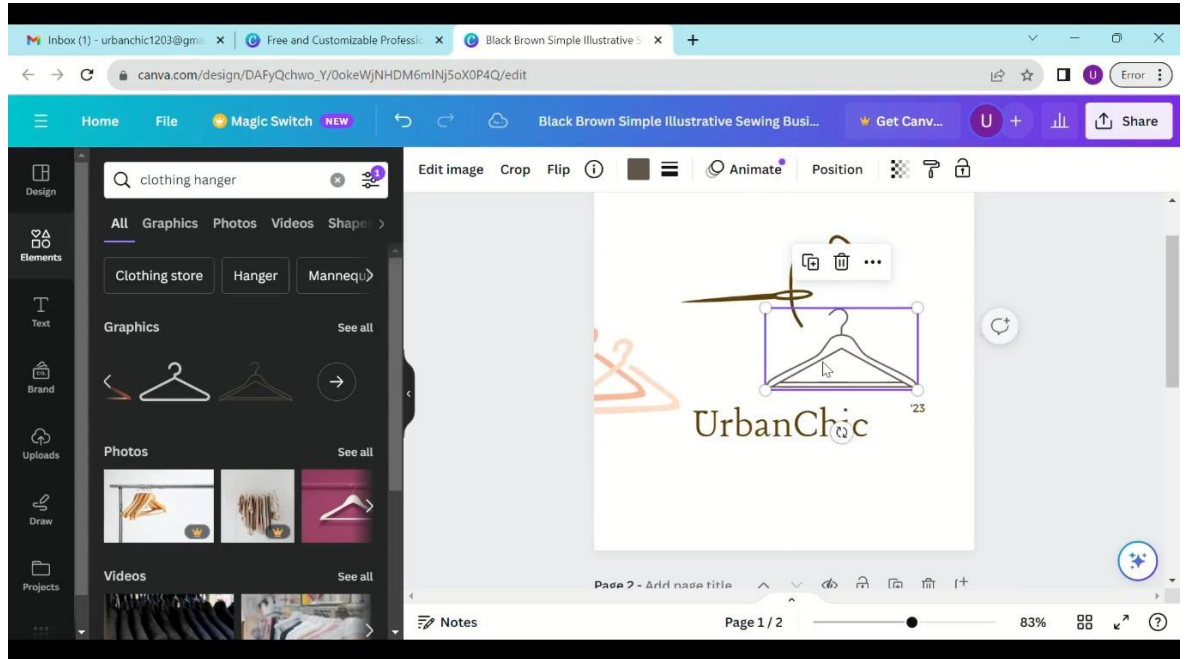 Inbox (1) - urbanchic1203@gma
Free and Customizable Professic
Black Brown Simple Illustrative S
canva.com/design/DAFyQchwo_Y/0okeWjNHDM6mlNj5oX0P4Q/edit
U
Error
Home File Magic Switch NEW
Black Brown Simple Illustrative Sewing Busi...
Get Canv...
U
Share
Design
Elements
Text
Brand
Uploads
Draw
Projects
clothing hanger
1
All Graphics Photos Videos Shape
Clothing store Hanger Mannequ
Graphics See all
Photos See all
Videos See all
Edit image Crop Flip Animate Position
'23
UrbanChic
Page 2 - Add page title
Notes Page 1 / 2 83%